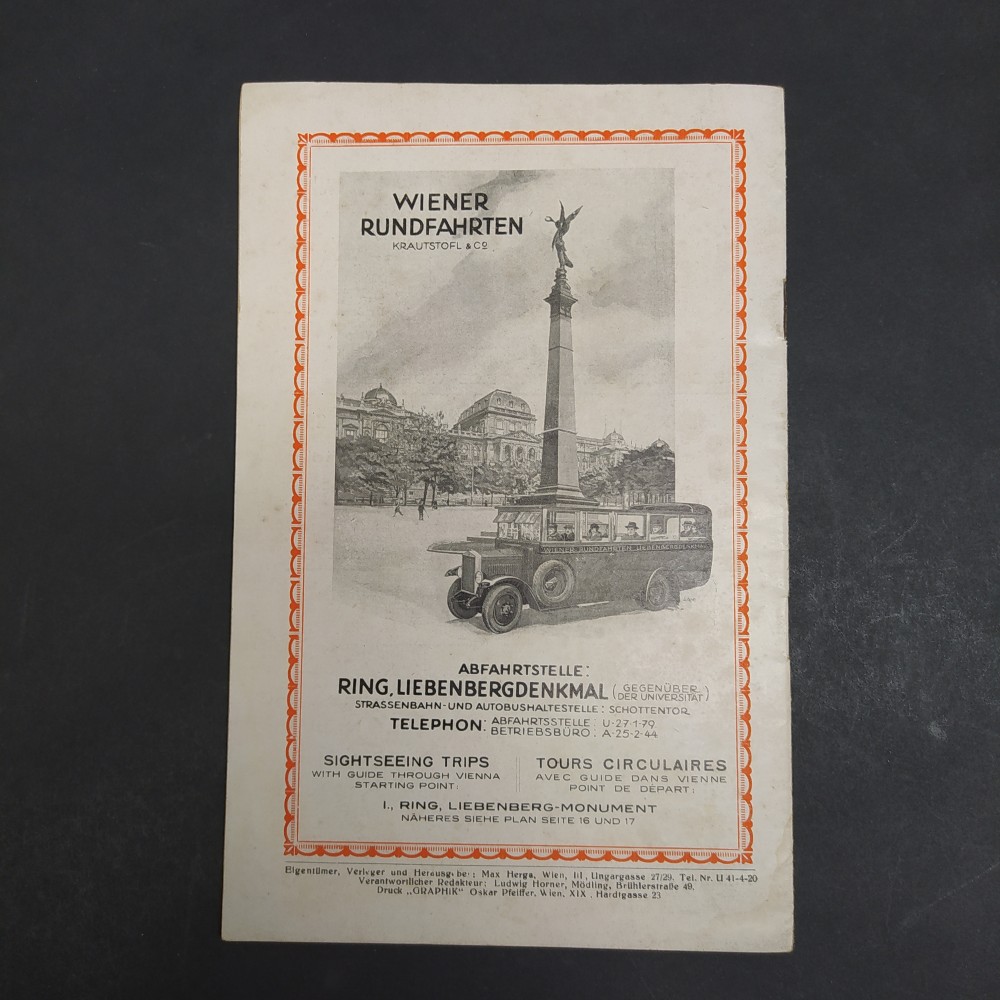 WIENER
RUNDFAHRTEN
KRAUTSTOFL & Co
WIENER RUNDFAHRTEN LIEBENBERGDENKMAL
ABFAHRTSTELLE:
RING, LIEBENBERGDENKMAL (GEGENÜBER DER UNIVERSITÄT)
STRASSENBAHN- UND AUTOBUSHALTESTELLE: SCHOTTENTOR
TELEPHON: ABFAHRTSSTELLE: U-27-1-79
BETRIEBSBÜRO: A-25-2-44
SIGHTSEEING TRIPS
WITH GUIDE THROUGH VIENNA
STARTING POINT:
TOURS CIRCULAIRES
AVEC GUIDE DANS VIENNE
POINT DE DÉPART:
I., RING, LIEBENBERG-MONUMENT
NÄHERES SIEHE PLAN SEITE 16 UND 17
Eigentümer, Verleger und Herausgeber: Max Herga, Wien, III., Ungargasse 27/29. Tel. Nr. U 41-4-20
Verantwortlicher Redakteur: Ludwig Horner, Mödling, Brühlerstraße 49.
Druck „GRAPHIK" Oskar Pfeiffer, Wien, XIX., Hardtgasse 23